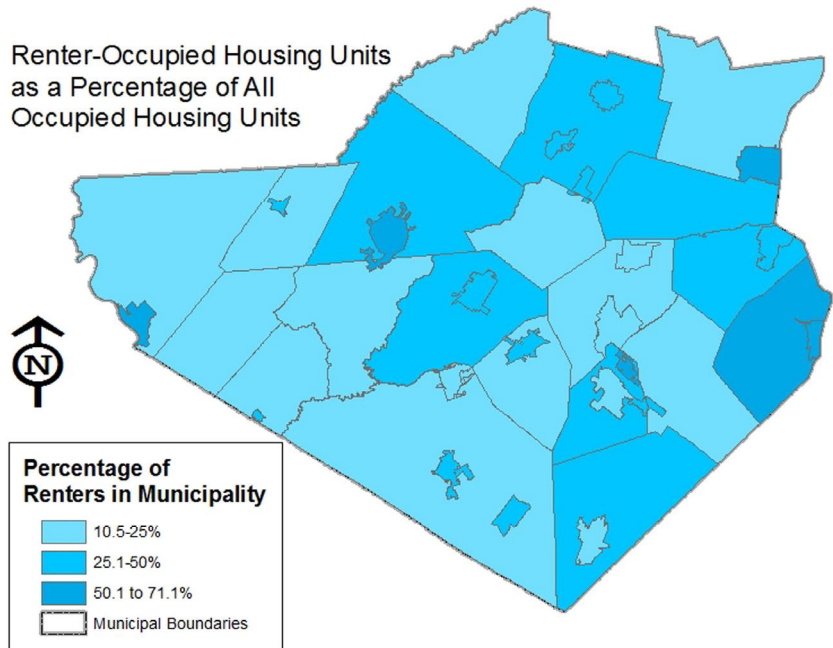 Renter-Occupied Housing Units
as a Percentage of All
Occupied Housing Units
N
Percentage of
Renters in Municipality
10.5-25%
25.1-50%
50.1 to 71.1%
Municipal Boundaries